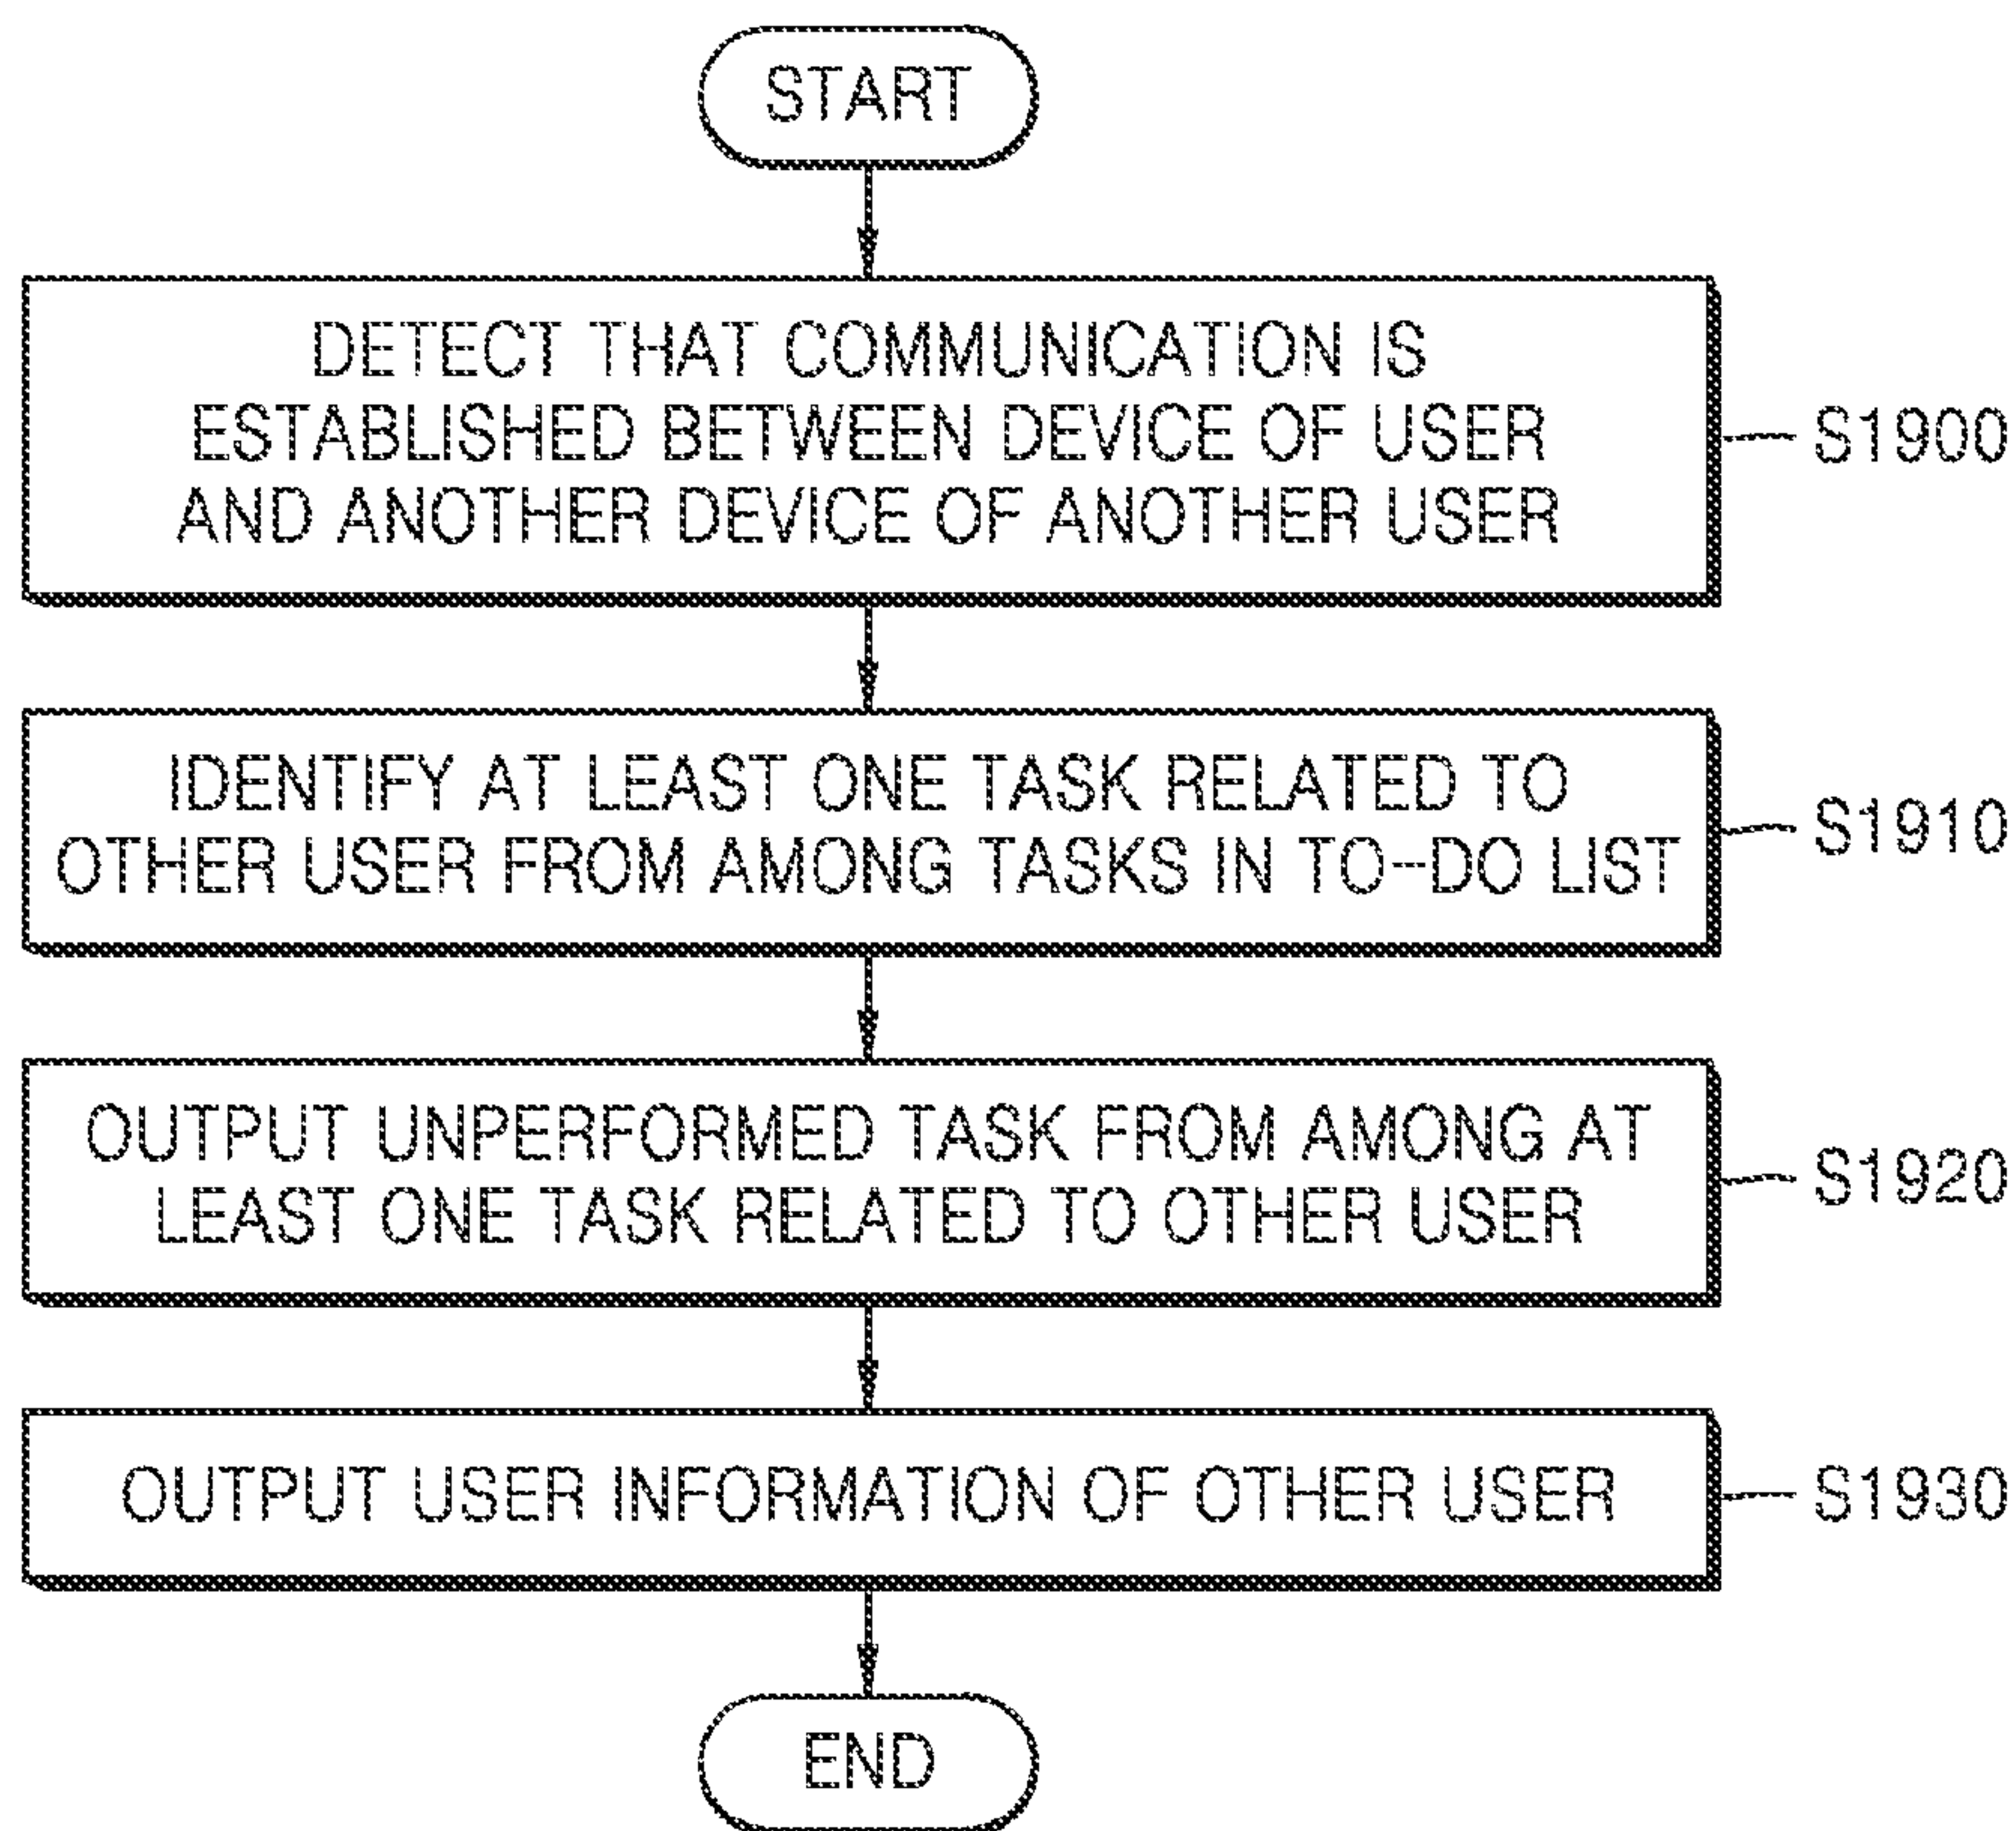 START
DETECT THAT COMMUNICATION IS
ESTABLISHED BETWEEN DEVICE OF USER
AND ANOTHER DEVICE OF ANOTHER USER
S1900
IDENTIFY AT LEAST ONE TASK RELATED TO
OTHER USER FROM AMONG TASKS IN TO-DO LIST
S1910
OUTPUT UNPERFORMED TASK FROM AMONG AT
LEAST ONE TASK RELATED TO OTHER USER
S1920
OUTPUT USER INFORMATION OF OTHER USER
S1930
END